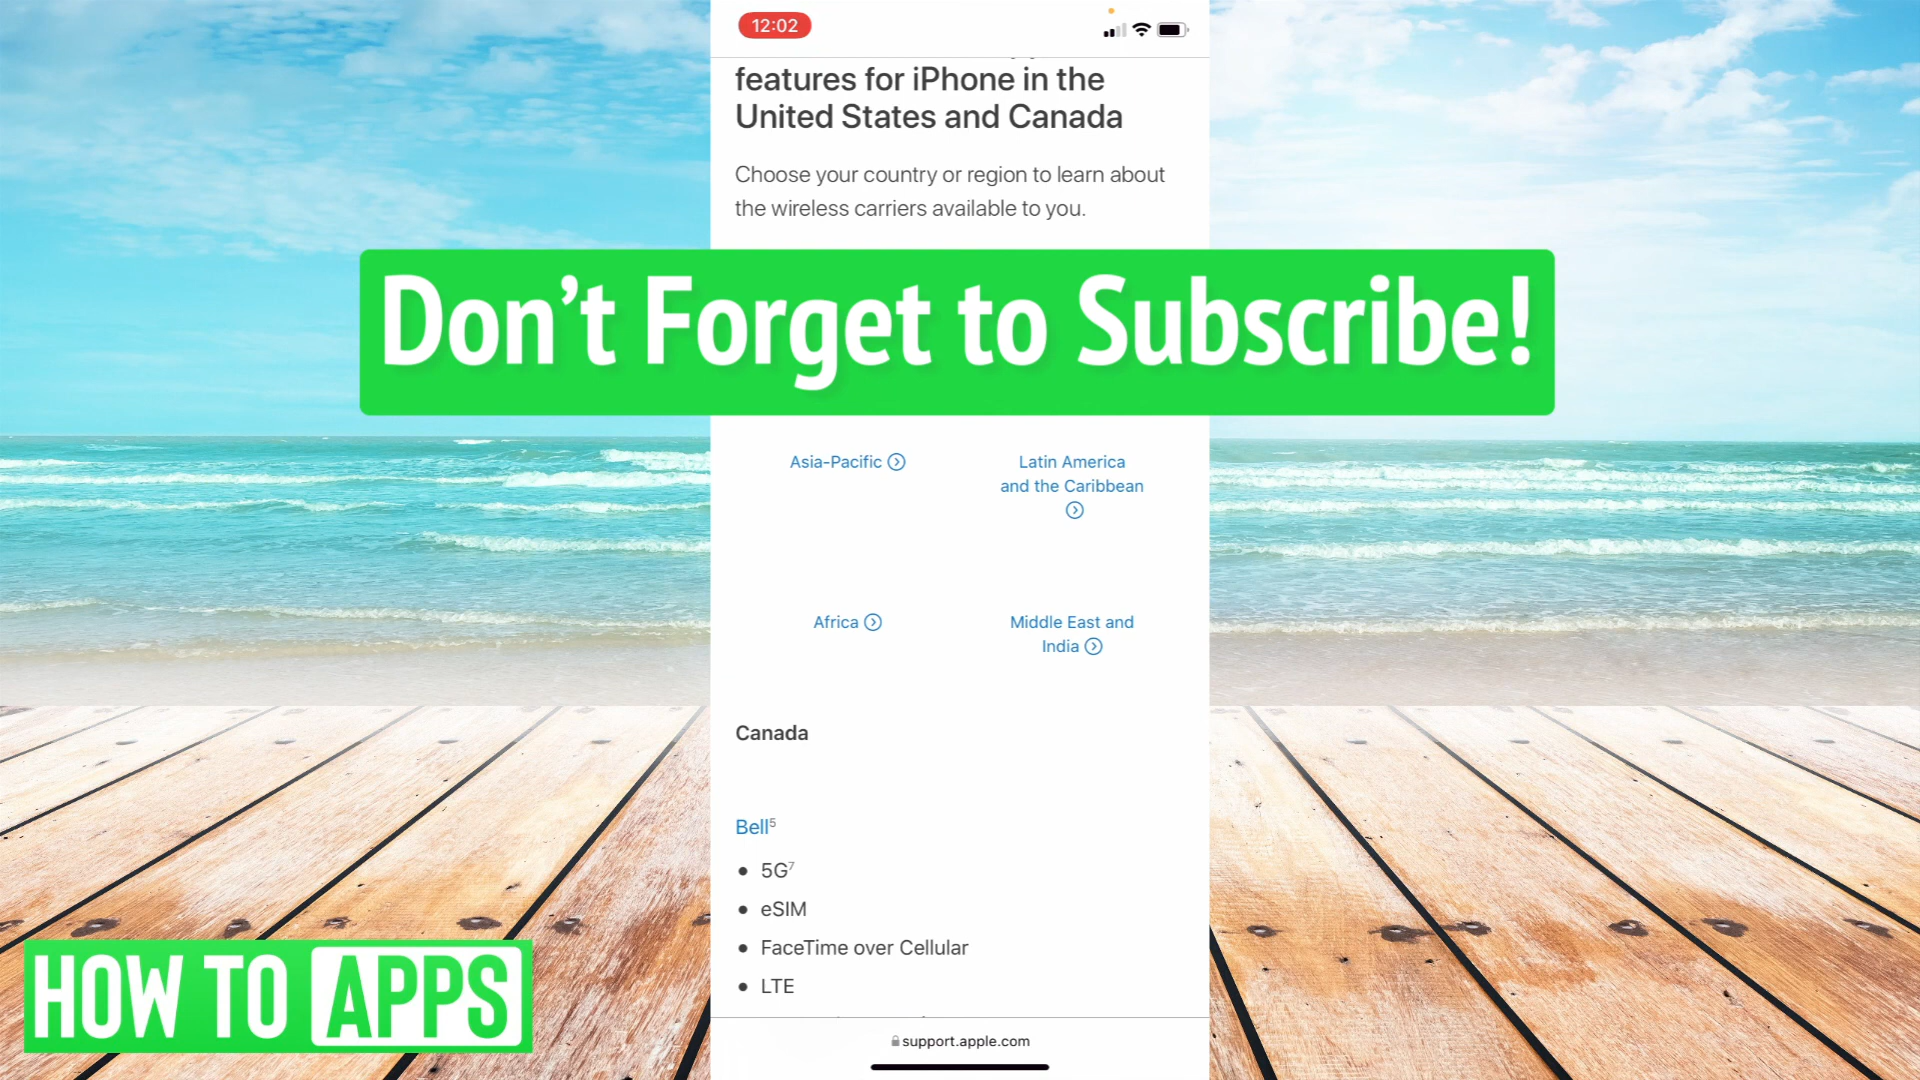 12:02
features for iPhone in the
United States and Canada
Choose your country or region to learn about
the wireless carriers available to you.
Don't Forget to Subscribe!
Asia-Pacific
Latin America
and the Caribbean
Africa
Middle East and
India
Canada
Bell⁵
• 5G⁷
• eSIM
• FaceTime over Cellular
• LTE
HOW TO APPS
support.apple.com